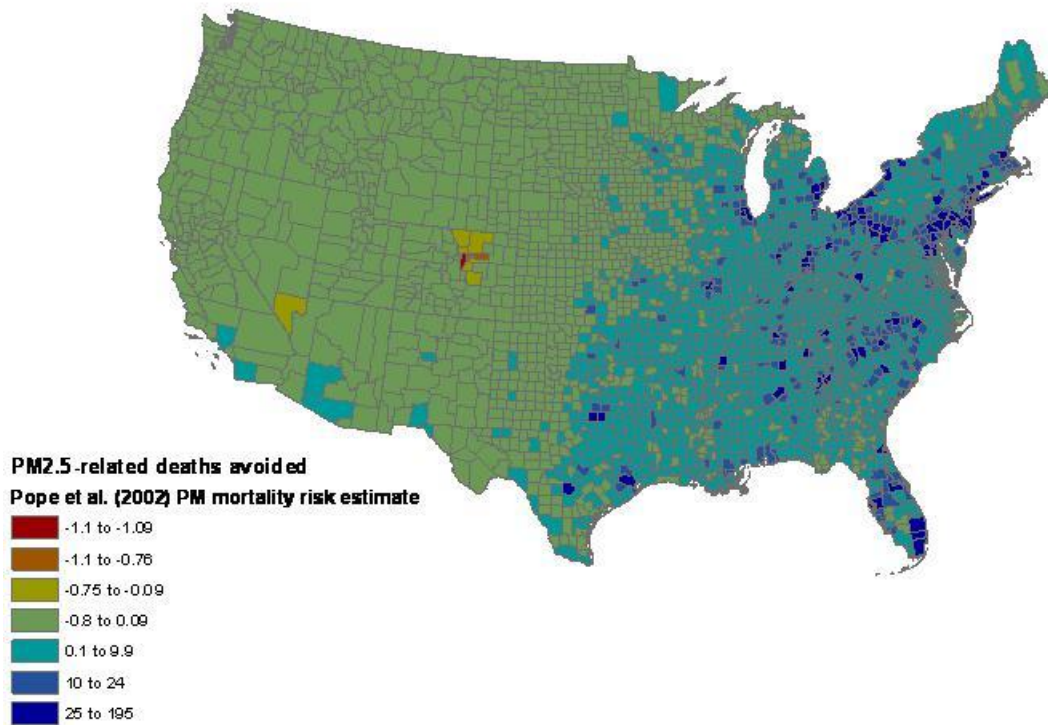 PM2.5-related deaths avoided
Pope et al. (2002) PM mortality risk estimate
-1.1 to -1.09
-1.1 to -0.76
-0.75 to -0.09
-0.8 to 0.09
0.1 to 9.9
10 to 24
25 to 195